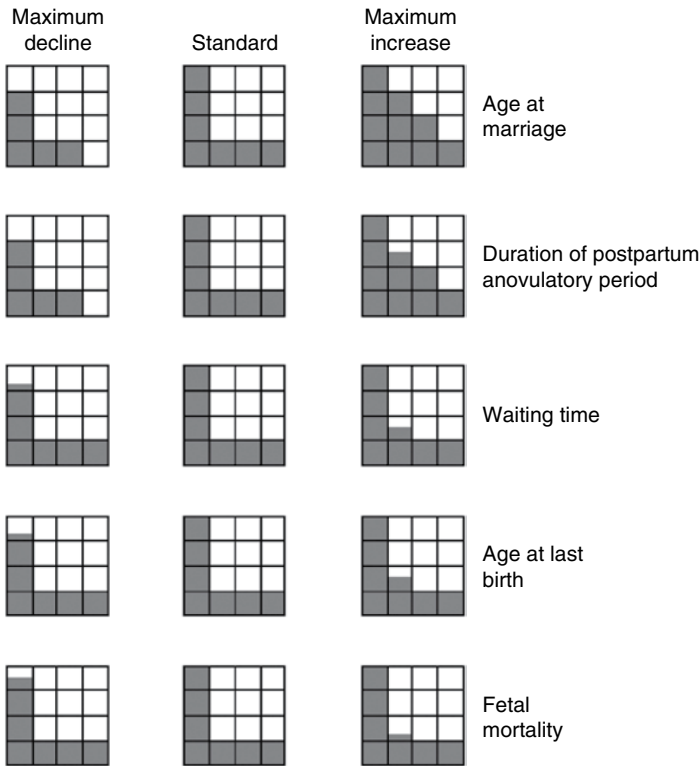 Maximum
decline
Standard
Maximum
increase
Age at
marriage
Duration of postpartum
anovulatory period
Waiting time
Age at last
birth
Fetal
mortality